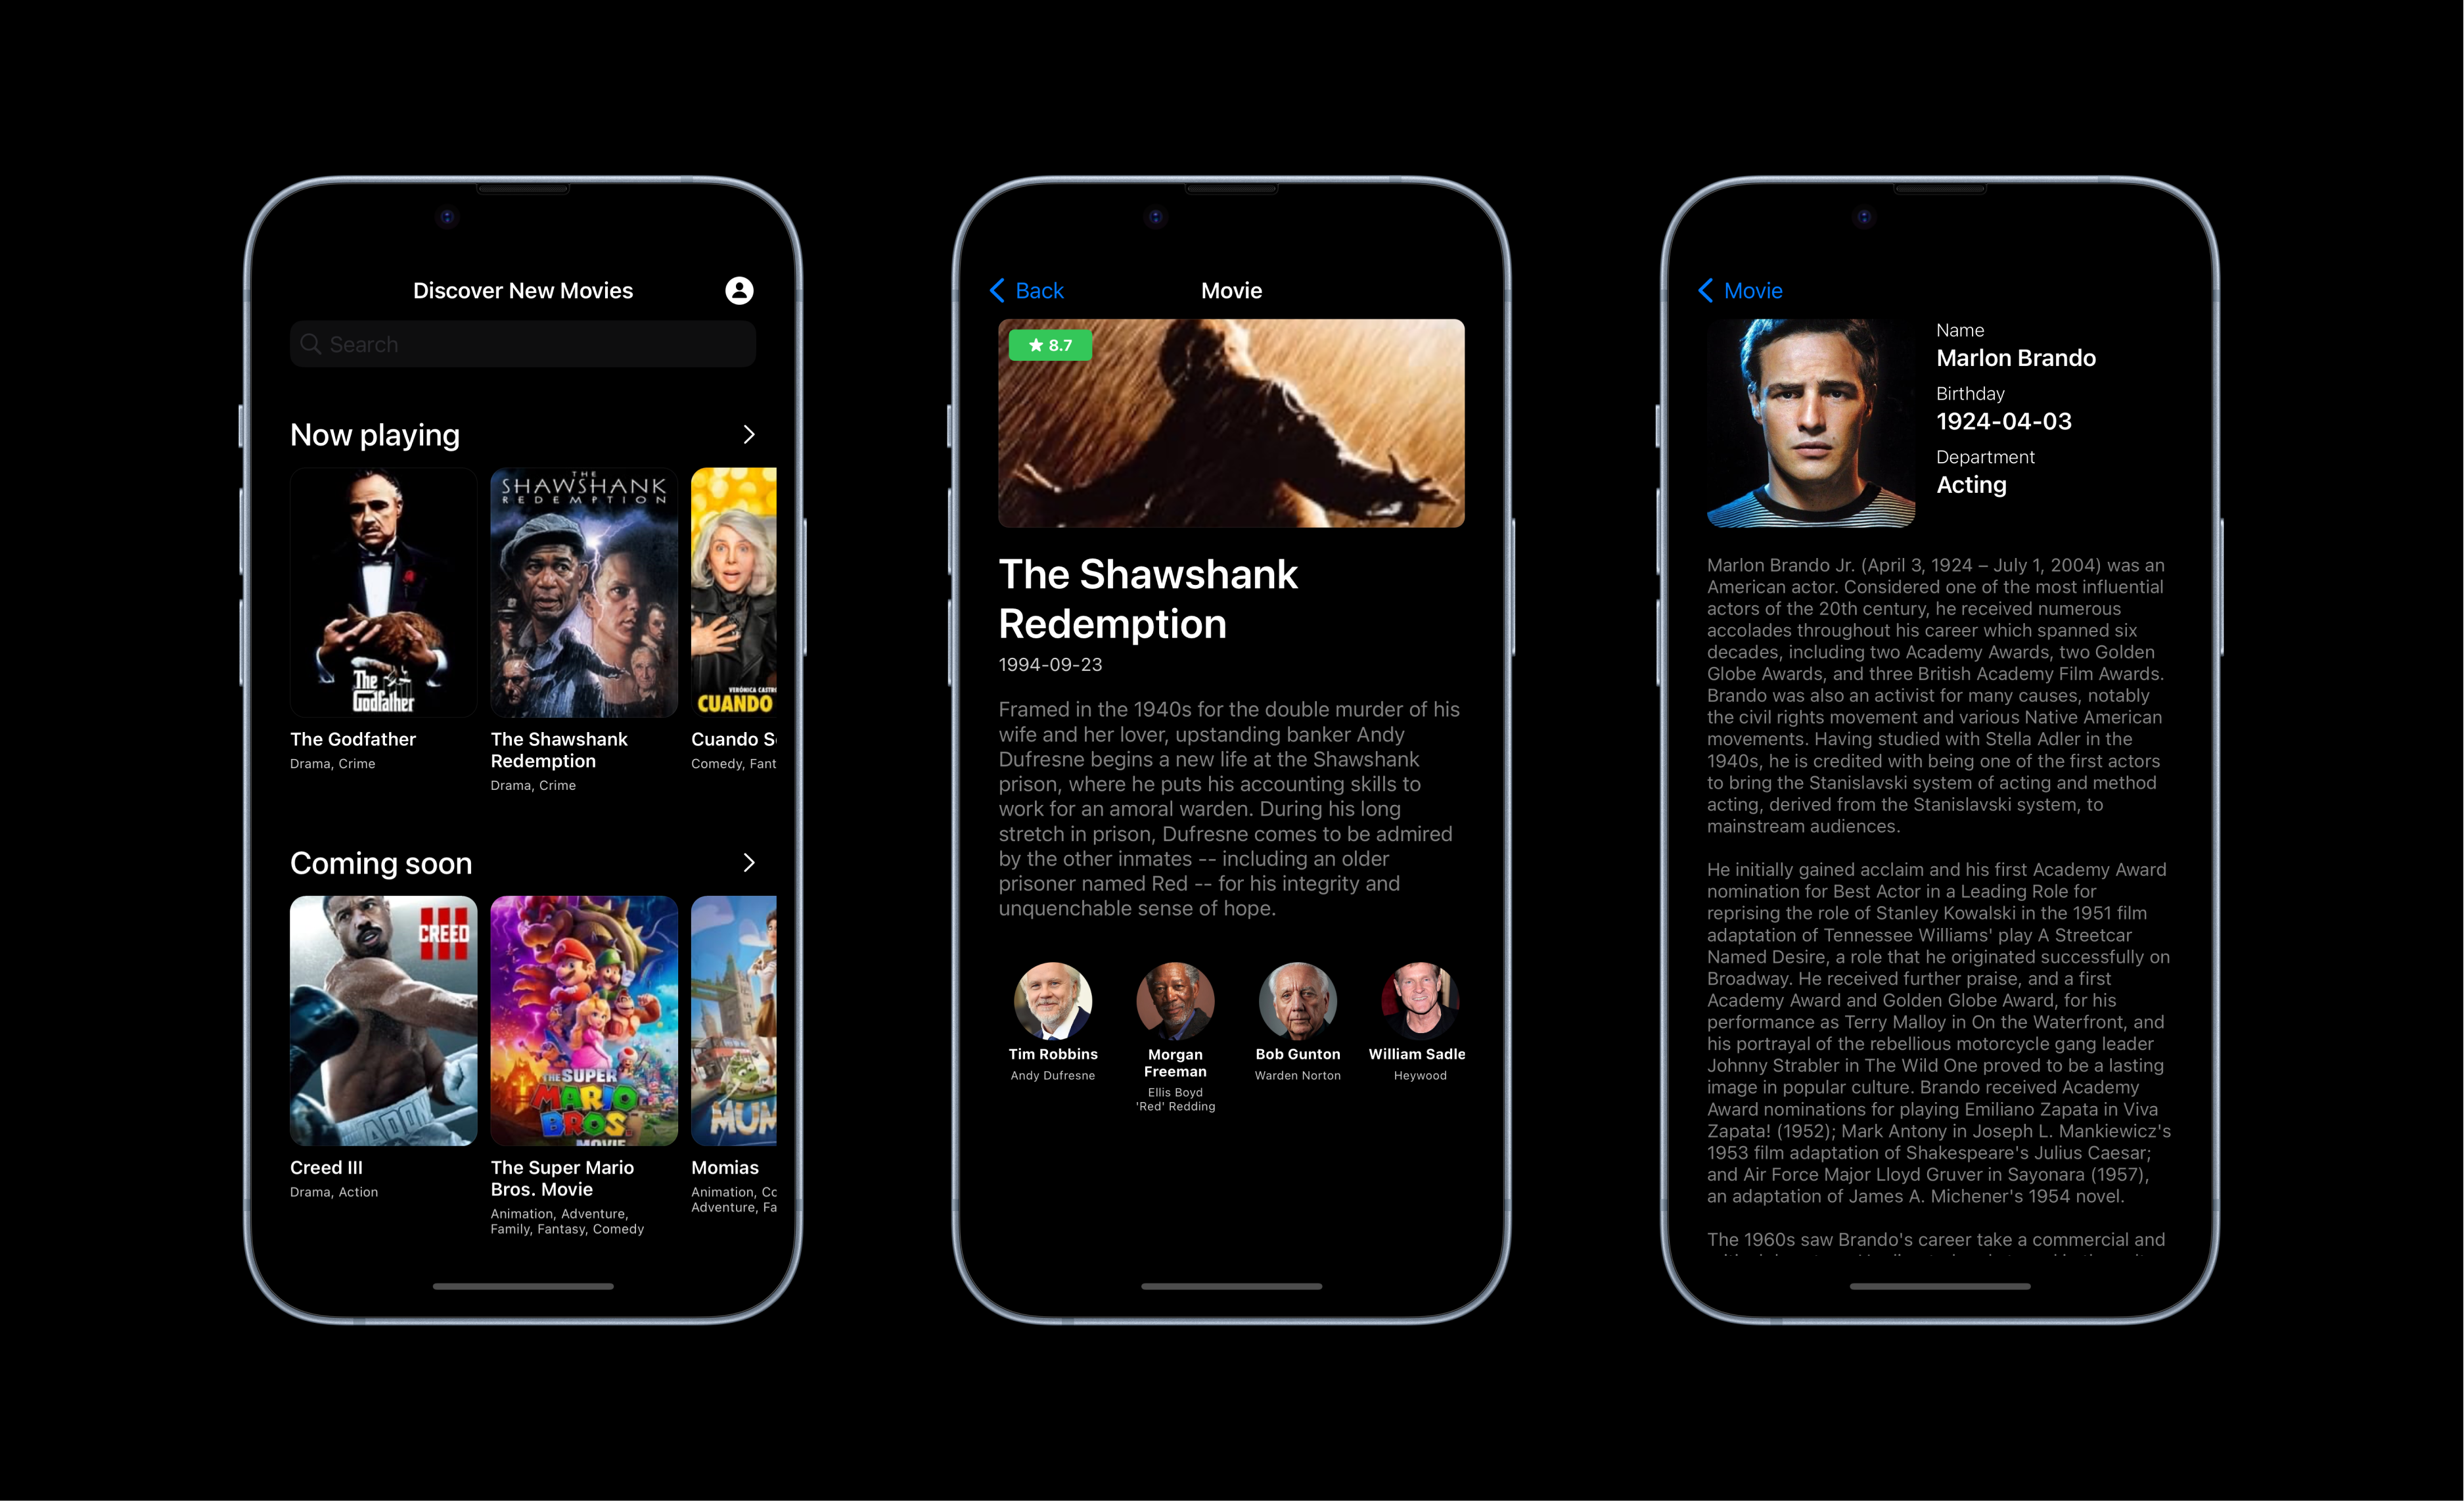 Discover New Movies
Search
Now playing
THE
SHAWSHANK
REDEMPTION
VERÓNICA CASTR
CUANDO
The
Godfather
The Godfather
Drama, Crime
The Shawshank
Redemption
Drama, Crime
Cuando S
Comedy, Fant
Coming soon
CREED
III
THE SUPER
MARIO
BROS.
MOVIE
MUM
Creed III
Drama, Action
The Super Mario
Bros. Movie
Animation, Adventure,
Family, Fantasy, Comedy
Momias
Animation, Co
Adventure, Fa
Back
Movie
★ 8.7
The Shawshank
Redemption
1994-09-23
Framed in the 1940s for the double murder of his
wife and her lover, upstanding banker Andy
Dufresne begins a new life at the Shawshank
prison, where he puts his accounting skills to
work for an amoral warden. During his long
stretch in prison, Dufresne comes to be admired
by the other inmates -- including an older
prisoner named Red -- for his integrity and
unquenchable sense of hope.
Tim Robbins
Andy Dufresne
Morgan
Freeman
Ellis Boyd
'Red' Redding
Bob Gunton
Warden Norton
William Sadle
Heywood
Movie
Name
Marlon Brando
Birthday
1924-04-03
Department
Acting
Marlon Brando Jr. (April 3, 1924 – July 1, 2004) was an
American actor. Considered one of the most influential
actors of the 20th century, he received numerous
accolades throughout his career which spanned six
decades, including two Academy Awards, two Golden
Globe Awards, and three British Academy Film Awards.
Brando was also an activist for many causes, notably
the civil rights movement and various Native American
movements. Having studied with Stella Adler in the
1940s, he is credited with being one of the first actors
to bring the Stanislavski system of acting and method
acting, derived from the Stanislavski system, to
mainstream audiences.
He initially gained acclaim and his first Academy Award
nomination for Best Actor in a Leading Role for
reprising the role of Stanley Kowalski in the 1951 film
adaptation of Tennessee Williams' play A Streetcar
Named Desire, a role that he originated successfully on
Broadway. He received further praise, and a first
Academy Award and Golden Globe Award, for his
performance as Terry Malloy in On the Waterfront, and
his portrayal of the rebellious motorcycle gang leader
Johnny Strabler in The Wild One proved to be a lasting
image in popular culture. Brando received Academy
Award nominations for playing Emiliano Zapata in Viva
Zapata! (1952); Mark Antony in Joseph L. Mankiewicz's
1953 film adaptation of Shakespeare's Julius Caesar;
and Air Force Major Lloyd Gruver in Sayonara (1957),
an adaptation of James A. Michener's 1954 novel.
The 1960s saw Brando's career take a commercial and